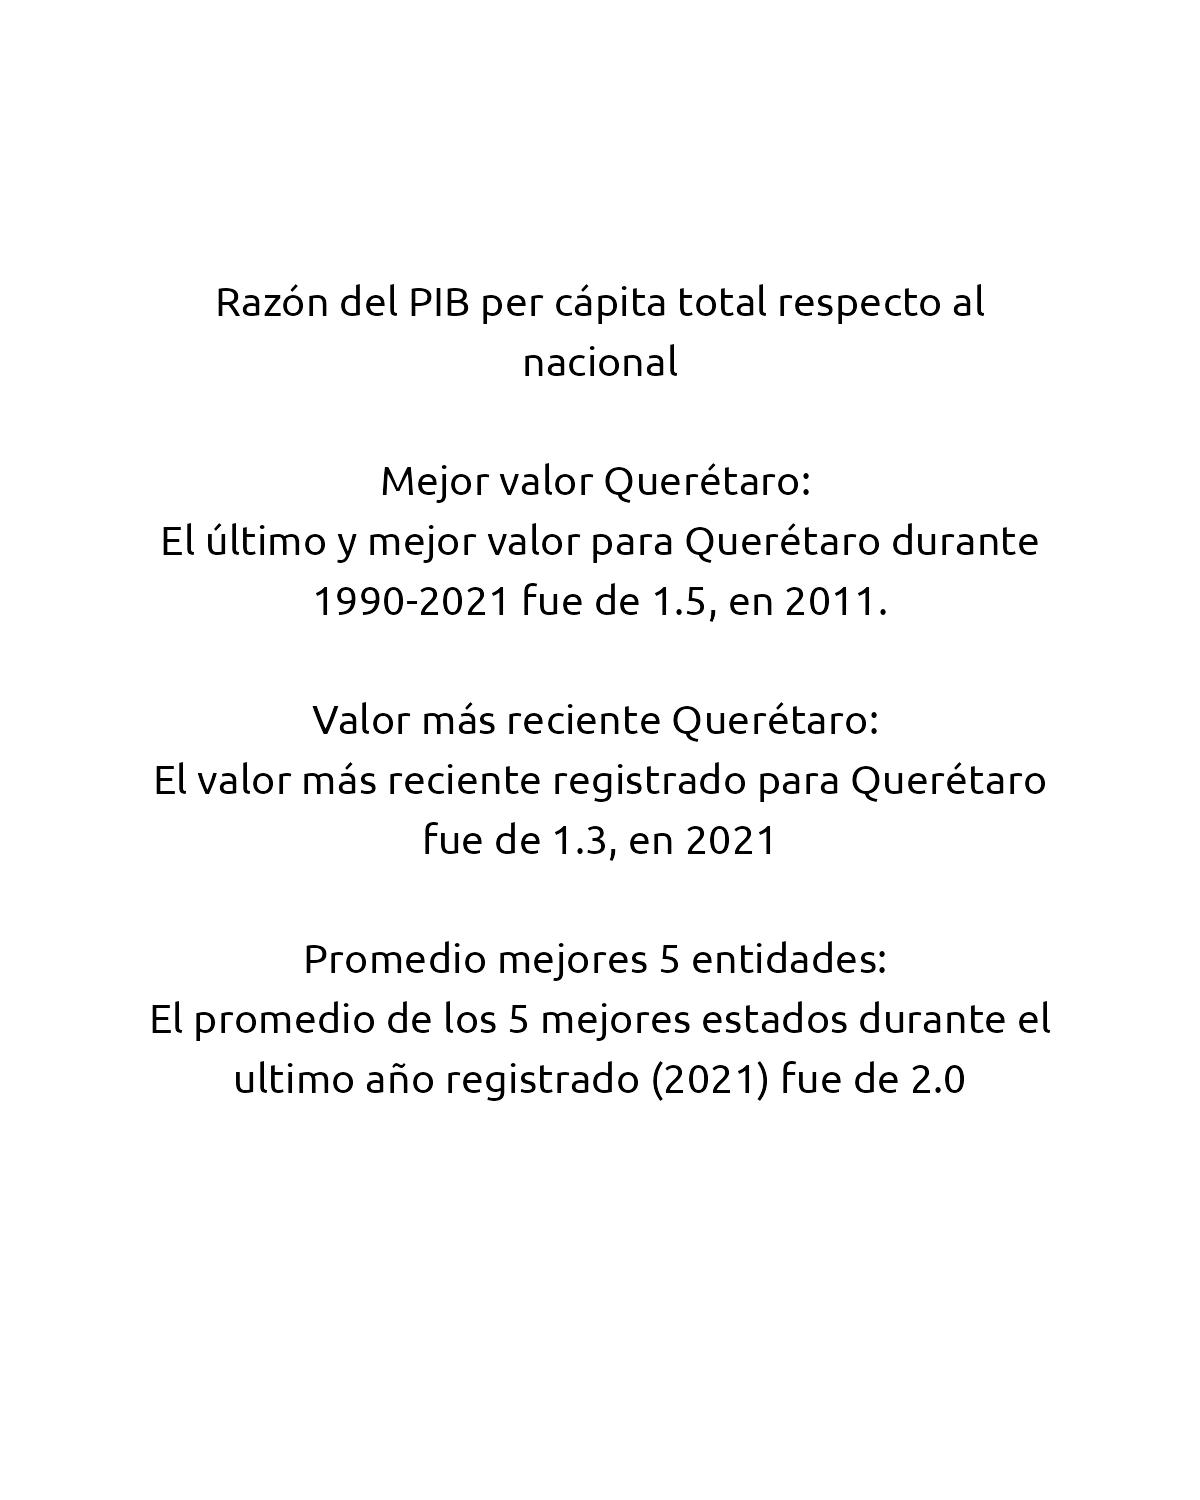 Razón del PIB per cápita total respecto al
nacional
Mejor valor Querétaro:
El último y mejor valor para Querétaro durante
1990-2021 fue de 1.5, en 2011.
Valor más reciente Querétaro:
El valor más reciente registrado para Querétaro
fue de 1.3, en 2021
Promedio mejores 5 entidades:
El promedio de los 5 mejores estados durante el
ultimo año registrado (2021) fue de 2.0